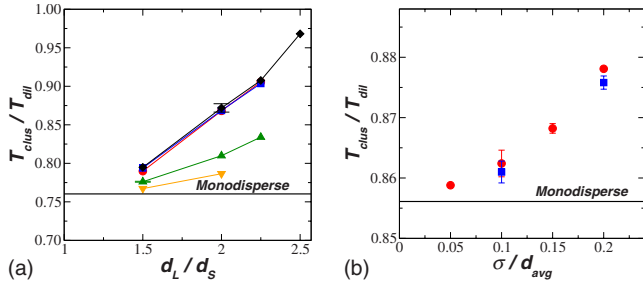 1.00
0.95
0.90
0.85
0.80
0.75
0.70
T_clus / T_dil
Monodisperse
1 1.5 2 2.5
d_L / d_S
(a)
0.88
0.87
0.86
0.85
T_clus / T_dil
Monodisperse
0 0.05 0.1 0.15 0.2
σ / d_avg
(b)